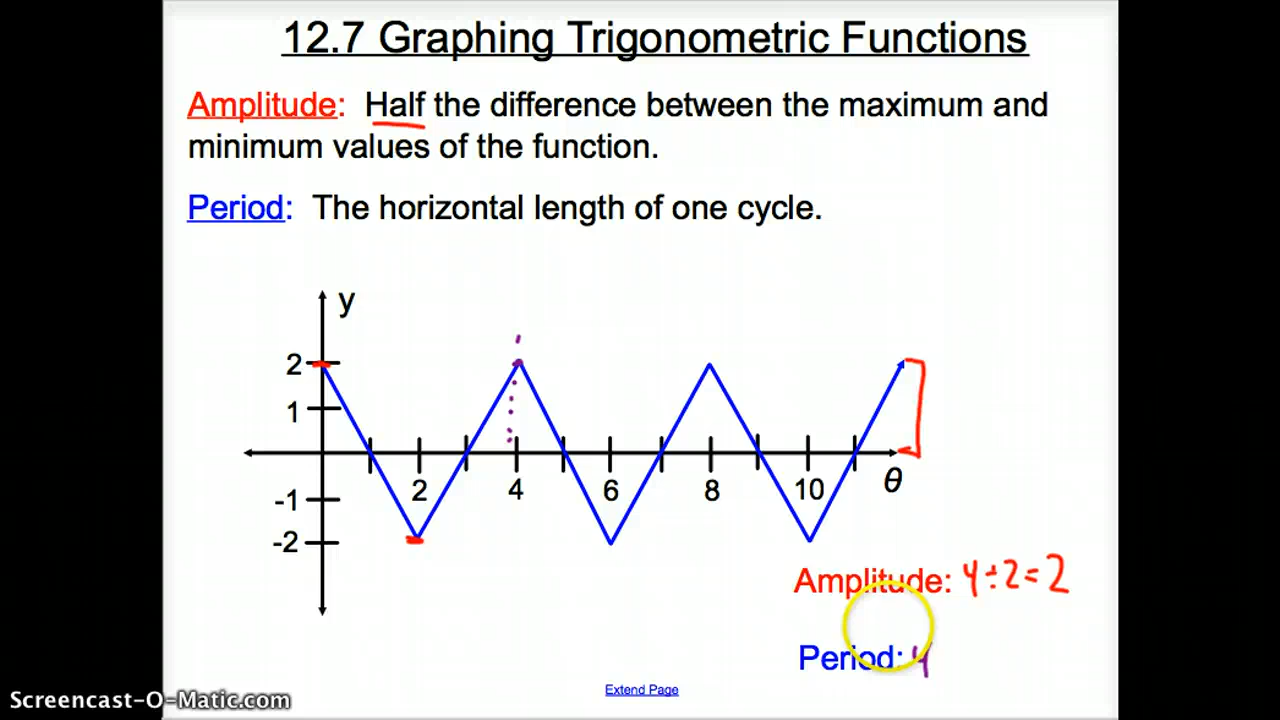 12.7 Graphing Trigonometric Functions
Amplitude: Half the difference between the maximum and
minimum values of the function.
Period: The horizontal length of one cycle.
y
2
1
2 4 6 8 10 θ
-1
-2
Amplitude: 4÷2=2
Period: 4
Extend Page
Screencast-O-Matic.com